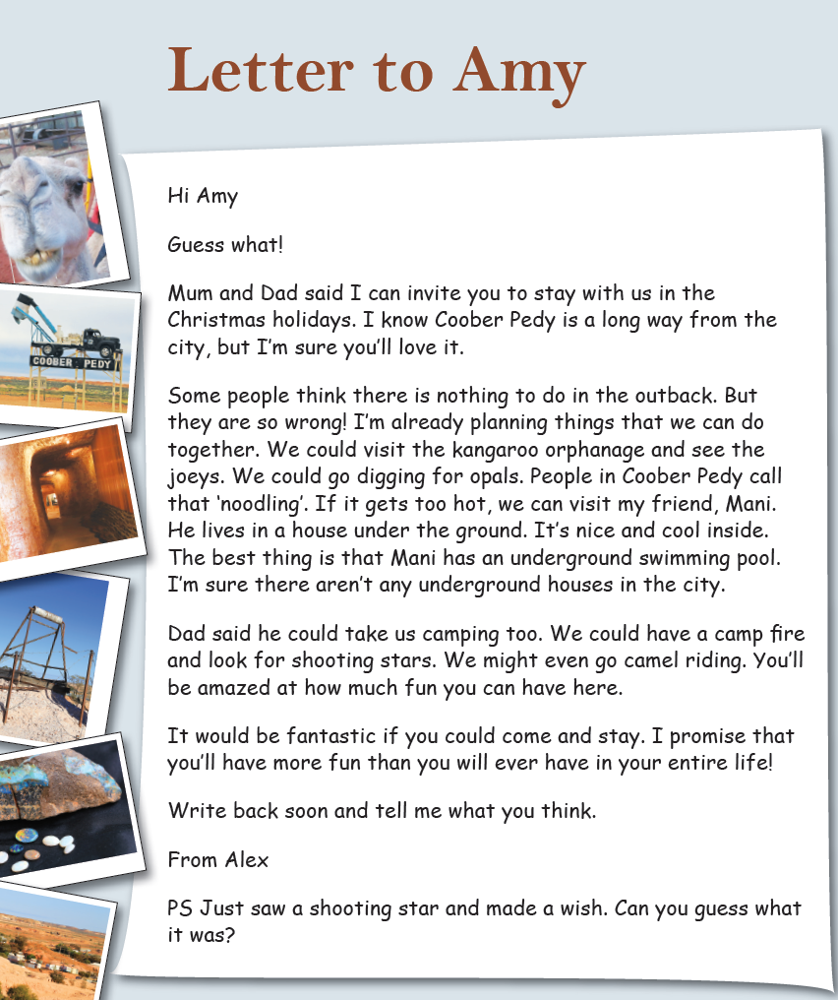 Letter to Amy
Hi Amy
Guess what!
Mum and Dad said I can invite you to stay with us in the
Christmas holidays. I know Coober Pedy is a long way from the
city, but I'm sure you'll love it.
Some people think there is nothing to do in the outback. But
they are so wrong! I'm already planning things that we can do
together. We could visit the kangaroo orphanage and see the
joeys. We could go digging for opals. People in Coober Pedy call
that 'noodling'. If it gets too hot, we can visit my friend, Mani.
He lives in a house under the ground. It's nice and cool inside.
The best thing is that Mani has an underground swimming pool.
I'm sure there aren't any underground houses in the city.
Dad said he could take us camping too. We could have a camp fire
and look for shooting stars. We might even go camel riding. You'll
be amazed at how much fun you can have here.
It would be fantastic if you could come and stay. I promise that
you'll have more fun than you will ever have in your entire life!
Write back soon and tell me what you think.
From Alex
PS Just saw a shooting star and made a wish. Can you guess what
it was?
COOBER PEDY